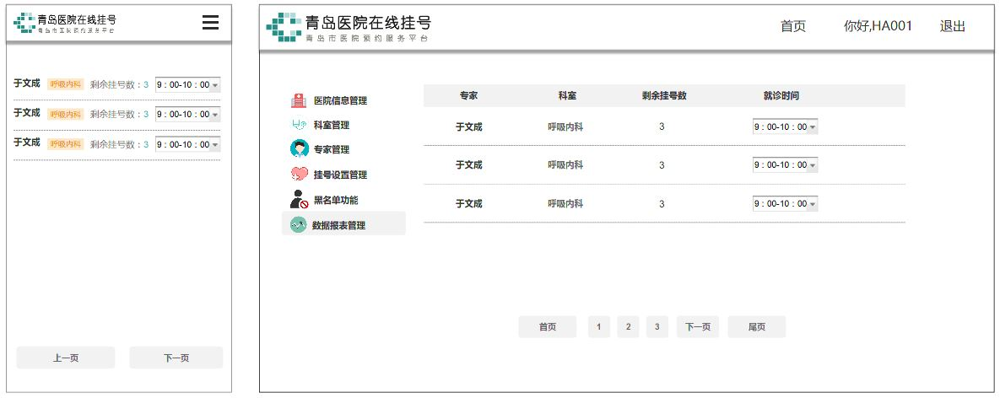 青岛医院在线挂号
青岛市医院预约服务平台
于文成 呼吸内科 剩余挂号数：3 9：00-10：00
于文成 呼吸内科 剩余挂号数：3 9：00-10：00
于文成 呼吸内科 剩余挂号数：3 9：00-10：00
上一页 下一页
青岛医院在线挂号
青岛市医院预约服务平台
首页 你好,HA001 退出
医院信息管理
科室管理
专家管理
挂号设置管理
黑名单功能
数据报表管理
专家 科室 剩余挂号数 就诊时间
于文成 呼吸内科 3 9：00-10：00
于文成 呼吸内科 3 9：00-10：00
于文成 呼吸内科 3 9：00-10：00
首页 1 2 3 下一页 尾页